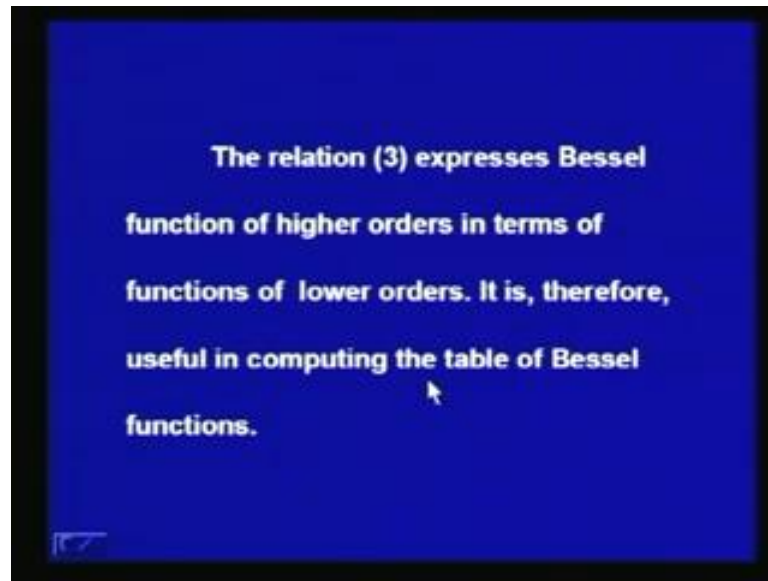 The relation (3) expresses Bessel
function of higher orders in terms of
functions of lower orders. It is, therefore,
useful in computing the table of Bessel
functions.